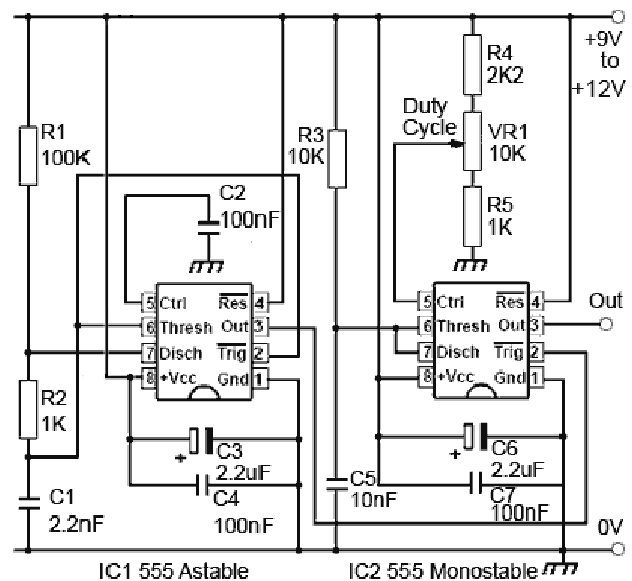 +9V
to
+12V
R4
2K2
Duty
Cycle
VR1
10K
R5
1K
R1
100K
R3
10K
C2
100nF
5 Ctrl Res 4
6 Thresh Out 3
7 Disch Trig 2
8 +Vcc Gnd 1
5 Ctrl Res 4
6 Thresh Out 3
7 Disch Trig 2
8 +Vcc Gnd 1
Out
R2
1K
+
C3
2.2uF
C4
100nF
C1
2.2nF
C5
10nF
+
C6
2.2uF
C7
100nF
0V
IC1 555 Astable
IC2 555 Monostable